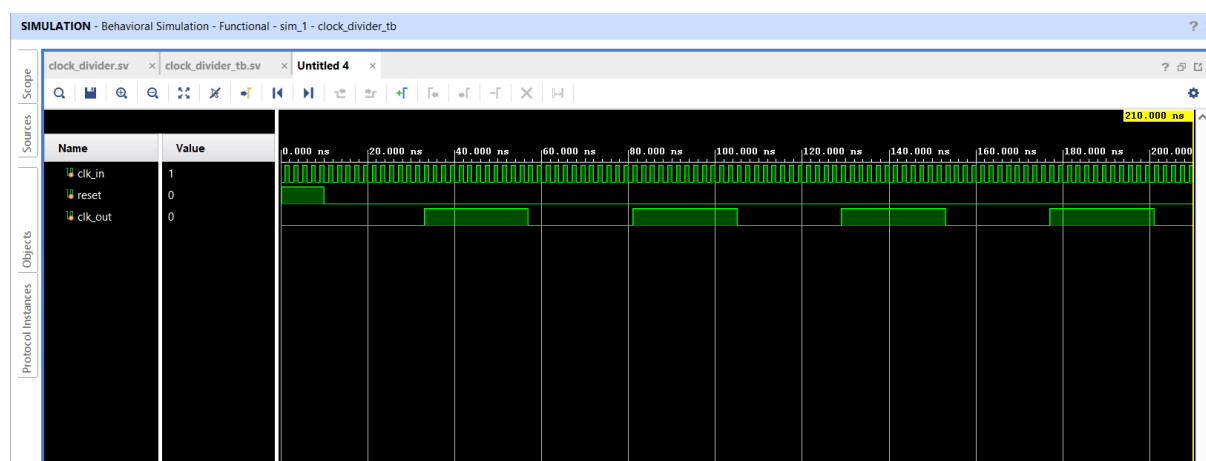 SIMULATION - Behavioral Simulation - Functional - sim_1 - clock_divider_tb ?
Scope
Sources
Objects
Protocol Instances
clock_divider.sv × clock_divider_tb.sv × Untitled 4 ×
?
210.000 ns
Name Value
0.000 ns 20.000 ns 40.000 ns 60.000 ns 80.000 ns 100.000 ns 120.000 ns 140.000 ns 160.000 ns 180.000 ns 200.000
clk_in 1
reset 0
clk_out 0